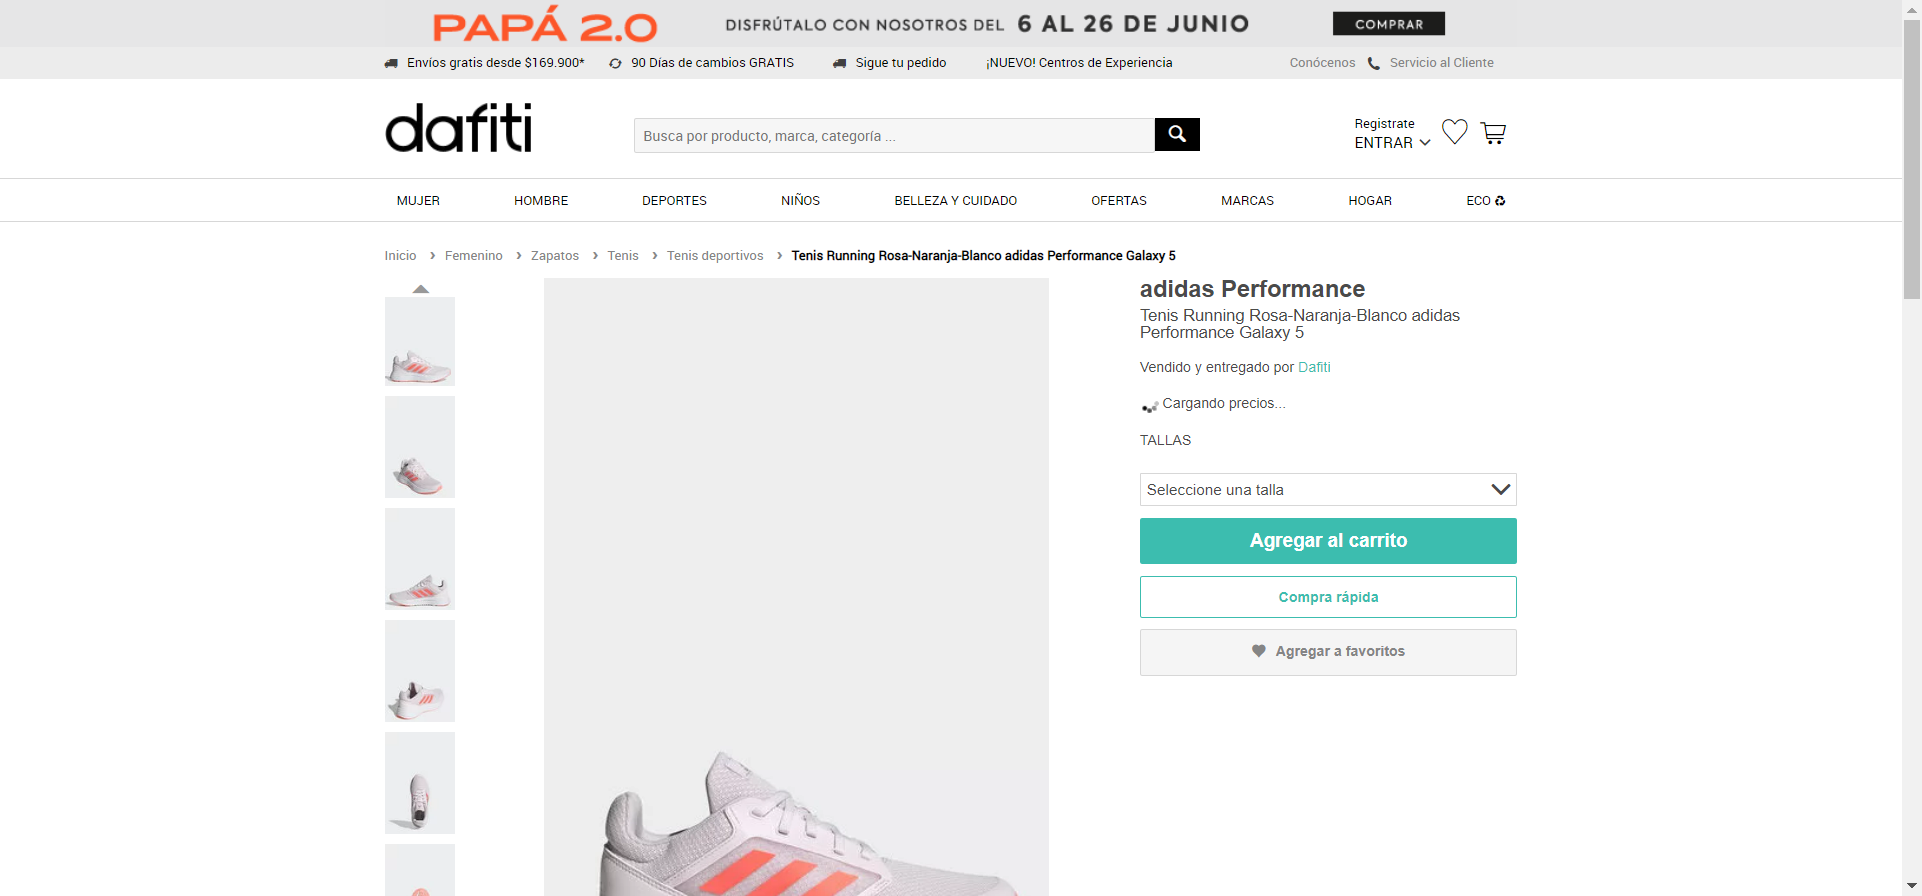 PAPÁ 2.0 DISFRÚTALO CON NOSOTROS DEL 6 AL 26 DE JUNIO COMPRAR
Envíos gratis desde $169.900* 90 Días de cambios GRATIS Sigue tu pedido ¡NUEVO! Centros de Experiencia Conócenos Servicio al Cliente
dafiti
Busca por producto, marca, categoría ...
Registrate
ENTRAR
MUJER HOMBRE DEPORTES NIÑOS BELLEZA Y CUIDADO OFERTAS MARCAS HOGAR ECO ♻
Inicio › Femenino › Zapatos › Tenis › Tenis deportivos › Tenis Running Rosa-Naranja-Blanco adidas Performance Galaxy 5
adidas Performance
Tenis Running Rosa-Naranja-Blanco adidas
Performance Galaxy 5
Vendido y entregado por Dafiti
Cargando precios...
TALLAS
Seleccione una talla
Agregar al carrito
Compra rápida
Agregar a favoritos